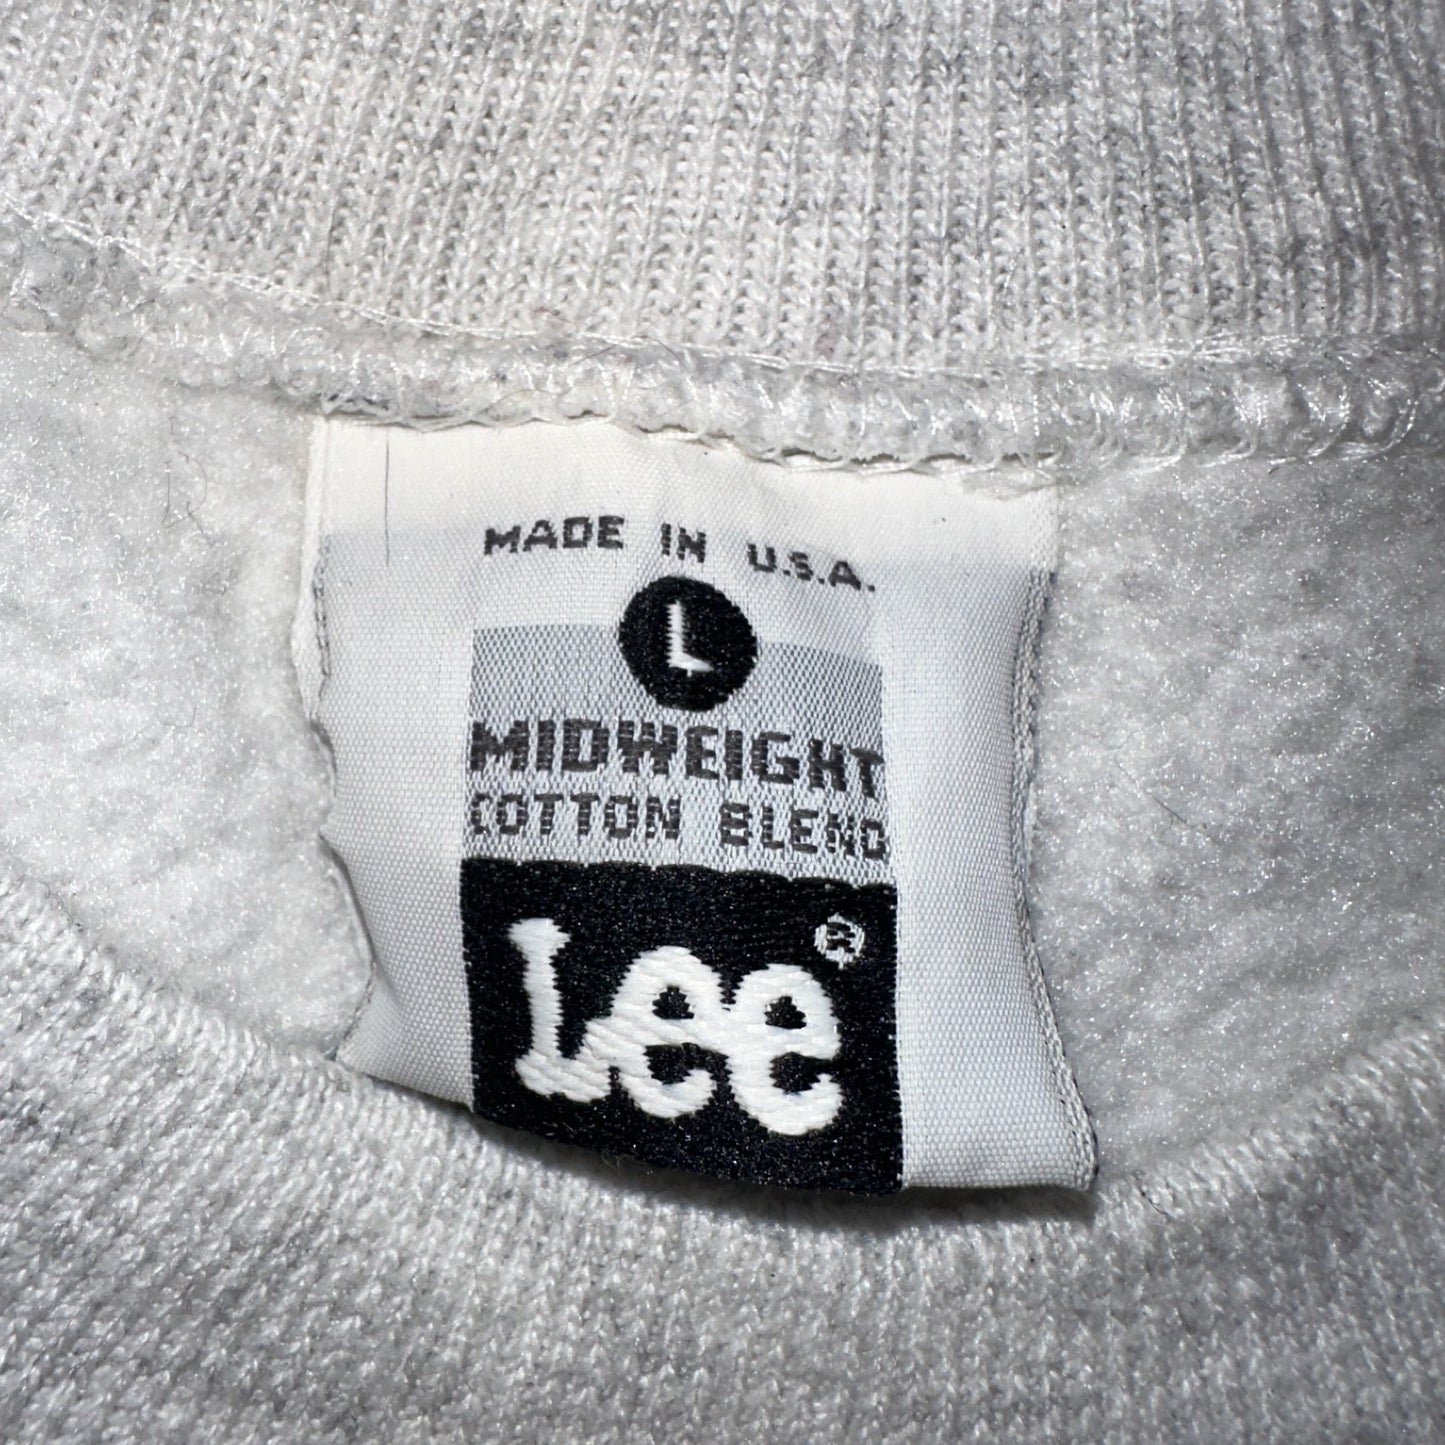 MADE IN U.S.A.
L
MIDWEIGHT
COTTON BLEND
Lee ®